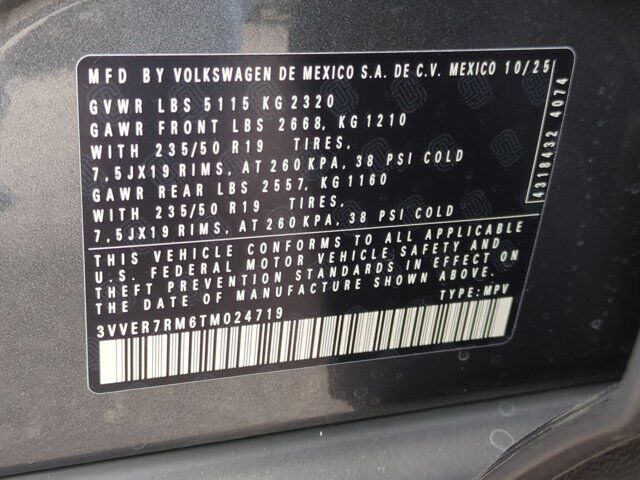 MFD BY VOLKSWAGEN DE MEXICO S.A. DE C.V. MEXICO 10/25
GVWR LBS 5115 KG 2320
GAWR FRONT LBS 2668, KG 1210
WITH 235/50 R19 TIRES,
7,5JX19 RIMS, AT 260 KPA, 38 PSI COLD
GAWR REAR LBS 2557, KG 1160
WITH 235/50 R19 TIRES,
7,5JX19 RIMS, AT 260 KPA, 38 PSI COLD
THIS VEHICLE CONFORMS TO ALL APPLICABLE
U.S. FEDERAL MOTOR VEHICLE SAFETY AND
THEFT PREVENTION STANDARDS IN EFFECT ON
THE DATE OF MANUFACTURE SHOWN ABOVE.
3VVER7RM6TM024719 TYPE: MPV
4318432 4074